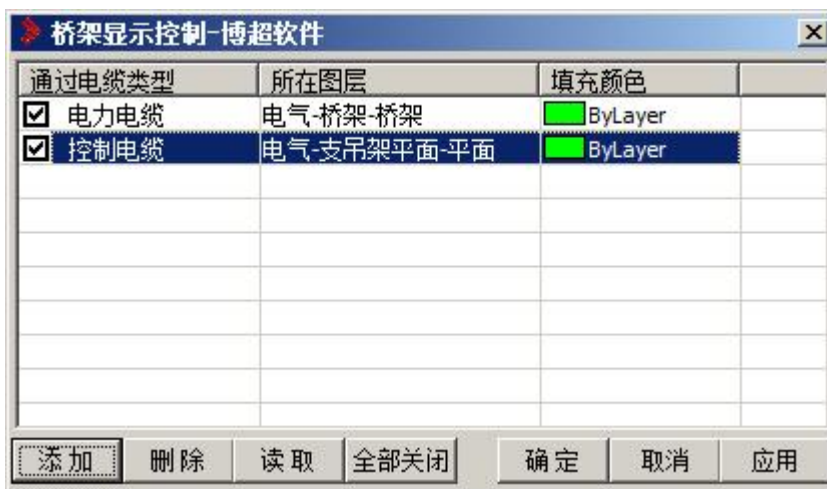 桥架显示控制-博超软件
通过电缆类型 所在图层 填充颜色
电力电缆 电气-桥架-桥架 ByLayer
控制电缆 电气-支吊架平面-平面 ByLayer
添加 删除 读取 全部关闭 确定 取消 应用